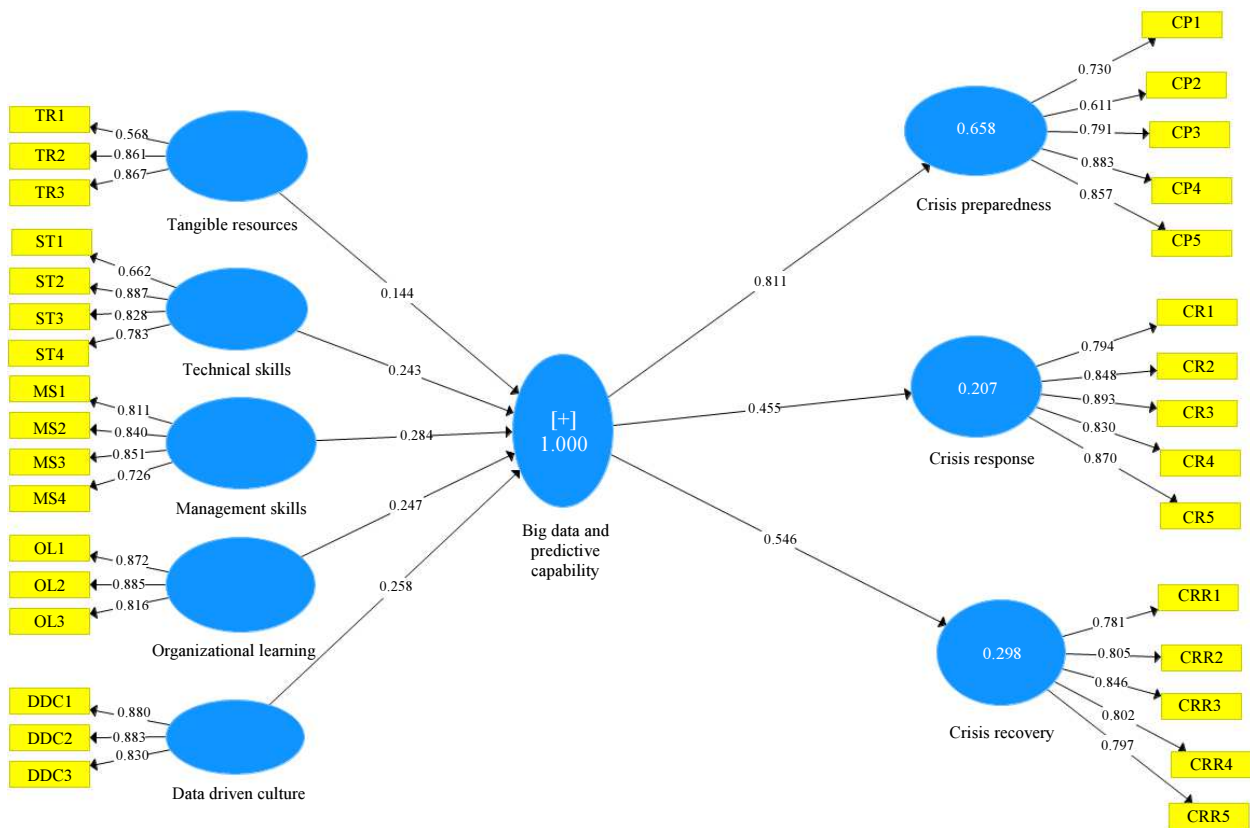 TR1
0.568
TR2
0.861
TR3
0.867
Tangible resources
ST1
0.662
ST2
0.887
ST3
0.828
ST4
0.783
Technical skills
MS1
0.811
MS2
0.840
MS3
0.851
MS4
0.726
Management skills
OL1
0.872
OL2
0.885
OL3
0.816
Organizational learning
DDC1
0.880
DDC2
0.883
DDC3
0.830
Data driven culture
0.144
0.243
0.284
0.247
0.258
[+]
1.000
Big data and
predictive
capability
0.811
0.455
0.546
0.658
Crisis preparedness
0.730
CP1
0.611
CP2
0.791
CP3
0.883
CP4
0.857
CP5
0.207
Crisis response
0.794
CR1
0.848
CR2
0.893
CR3
0.830
CR4
0.870
CR5
0.298
Crisis recovery
0.781
CRR1
0.805
CRR2
0.846
CRR3
0.802
CRR4
0.797
CRR5